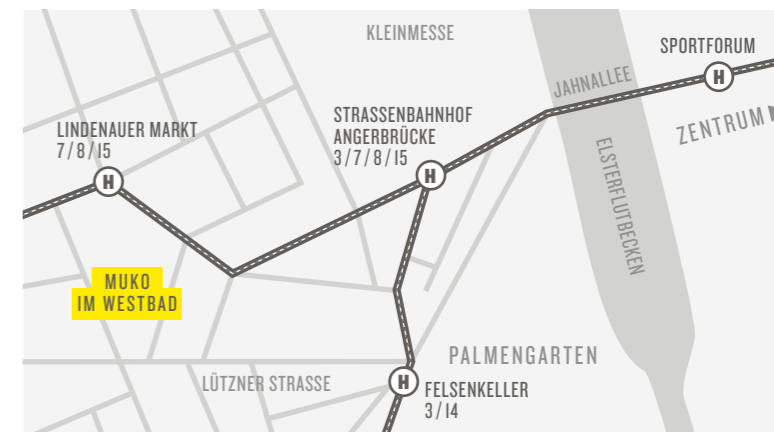 KLEINMESSE
SPORTFORUM
H
JAHNALLEE
ZENTRUM
STRASSENBAHNHOF
ANGERBRÜCKE
3/7/8/15
H
LINDENAUER MARKT
7/8/15
H
ELSTERFLUTBECKEN
MUKO
IM WESTBAD
PALMENGARTEN
LÜTZNER STRASSE
H
FELSENKELLER
3/14